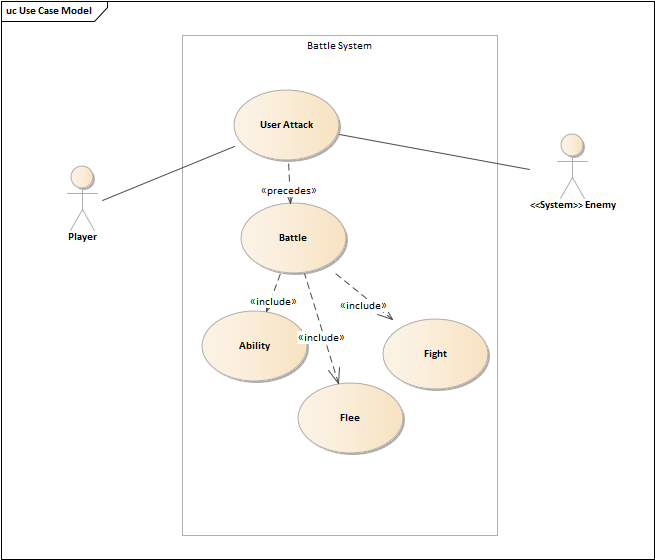 uc Use Case Model
Battle System
User Attack
«precedes»
Player
<<System>> Enemy
Battle
«include»
«include»
«include»
Ability
Fight
Flee